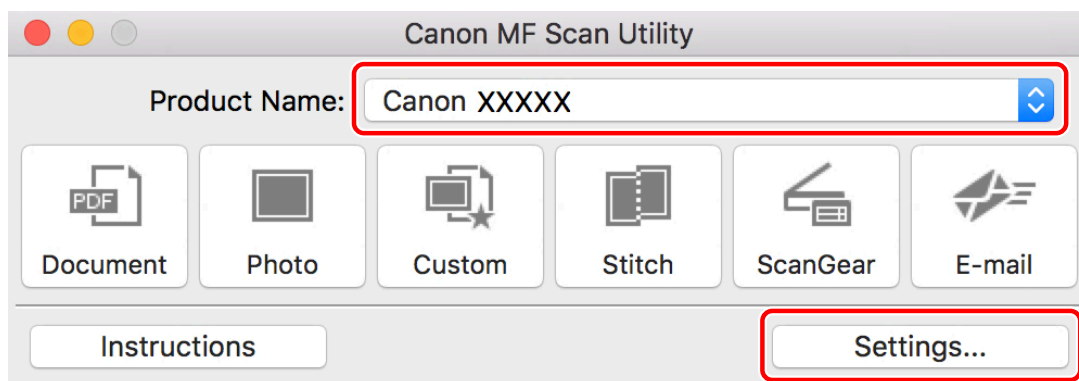 Canon MF Scan Utility
Product Name: Canon XXXXX
PDF
Document Photo Custom Stitch ScanGear E-mail
Instructions Settings...